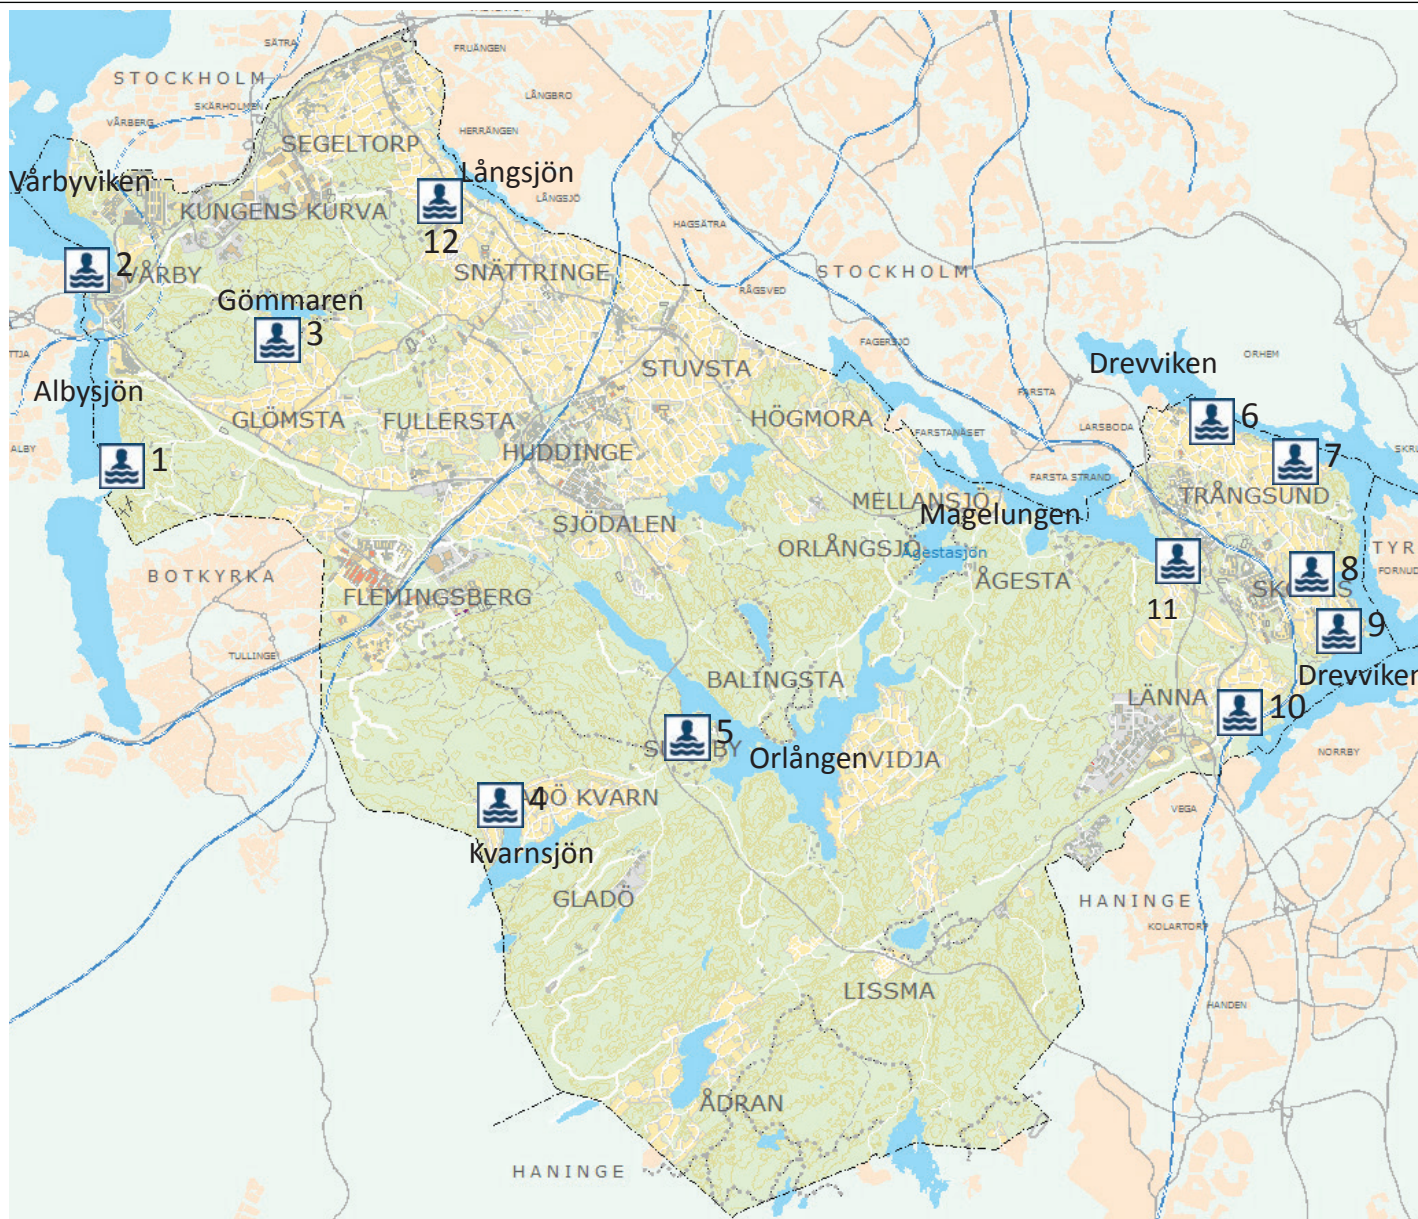 SÄTRA
FRUÄNGEN
STOCKHOLM
LÅNGBRO
SKÄRHOLMEN
VÅRBERG
HERRÄNGEN
SEGELTORP
Långsjön
Vårbyviken
LÅNGSJÖ
KUNGENS KURVA
HAGSÄTRA
12
2
VÅRBY
SNÄTTRINGE
STOCKHOLM
RÅGSVED
Gömmaren
3
FAGERSJÖ
ORHEM
TTJA
STUVSTA
Drevviken
Albysjön
FARSTA
GLÖMSTA
FULLERSTA
HÖGMORA
6
LARSBODA
FARSTANÄSET
ALBY
HUDDINGE
1
7
SKRU
FARSTA STRAND
MELLANSJÖ
TRÅNGSUND
Magelungen
SJÖDALEN
ORLÅNGSJÖ
Ågestasjön
TYR
BOTKYRKA
ÅGESTA
8
FORNUD
FLEMINGSBERG
11
9
TULLINGE
BALINGSTA
Drevviken
LÄNNA
10
5
Orlången
VIDJA
NORRBY
4
KVARN
VEGA
Kvarnsjön
GLADÖ
HANINGE
KOLARTORP
LISSMA
HANDEN
ÅDRAN
HANINGE